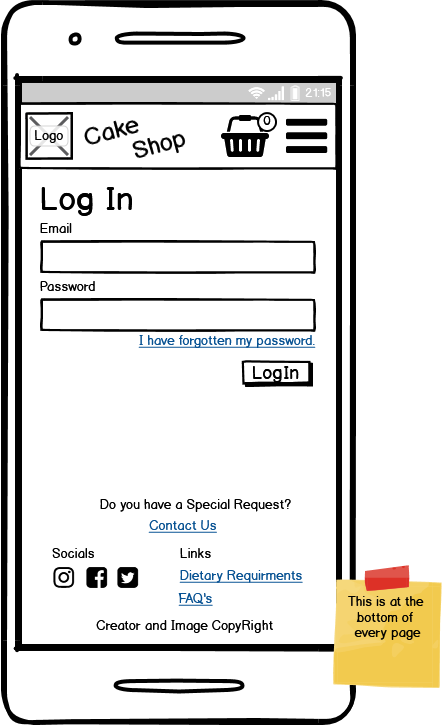 21:15
Logo
Cake
Shop
0
Log In
Email
Password
I have forgotten my password.
LogIn
Do you have a Special Request?
Contact Us
Socials
Links
Dietary Requirments
FAQ's
Creator and Image CopyRight
This is at the
bottom of
every page